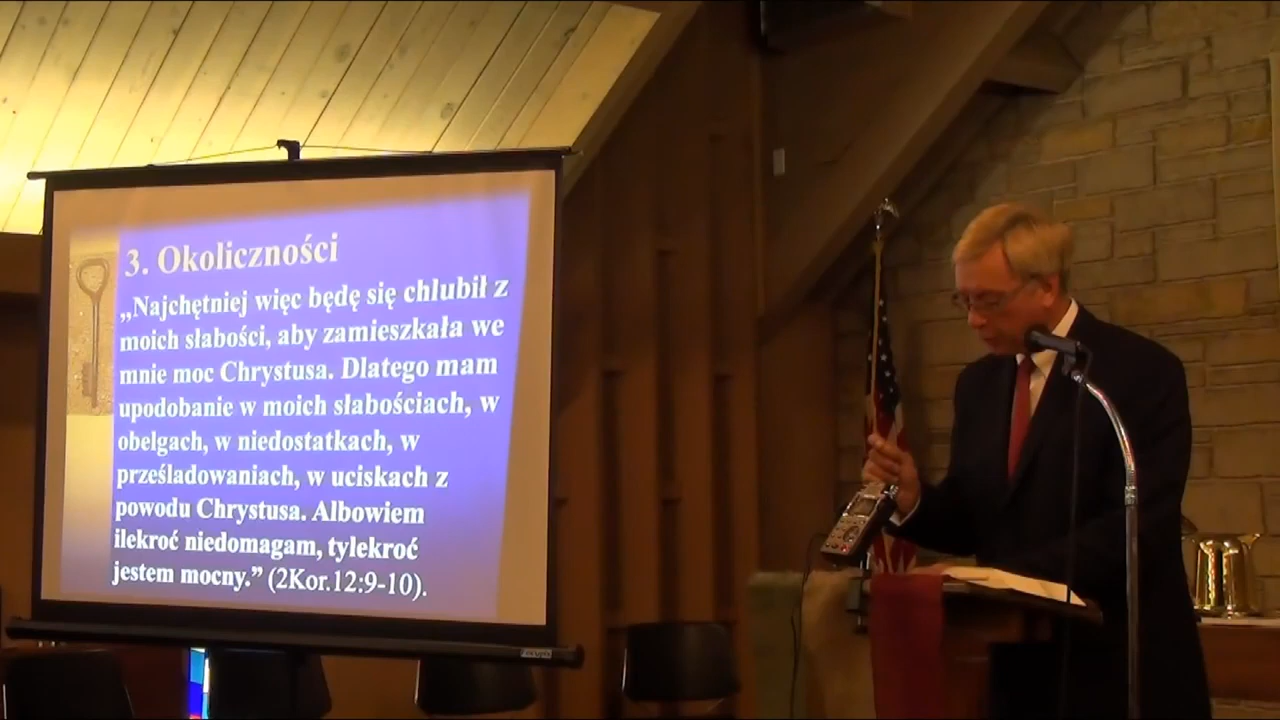 3. Okoliczności
„Najchętniej więc będę się chlubił z
moich słabości, aby zamieszkała we
mnie moc Chrystusa. Dlatego mam
upodobanie w moich słabościach, w
obelgach, w niedostatkach, w
prześladowaniach, w uciskach z
powodu Chrystusa. Albowiem
ilekroć niedomagam, tylekroć
jestem mocny.” (2Kor.12:9-10).